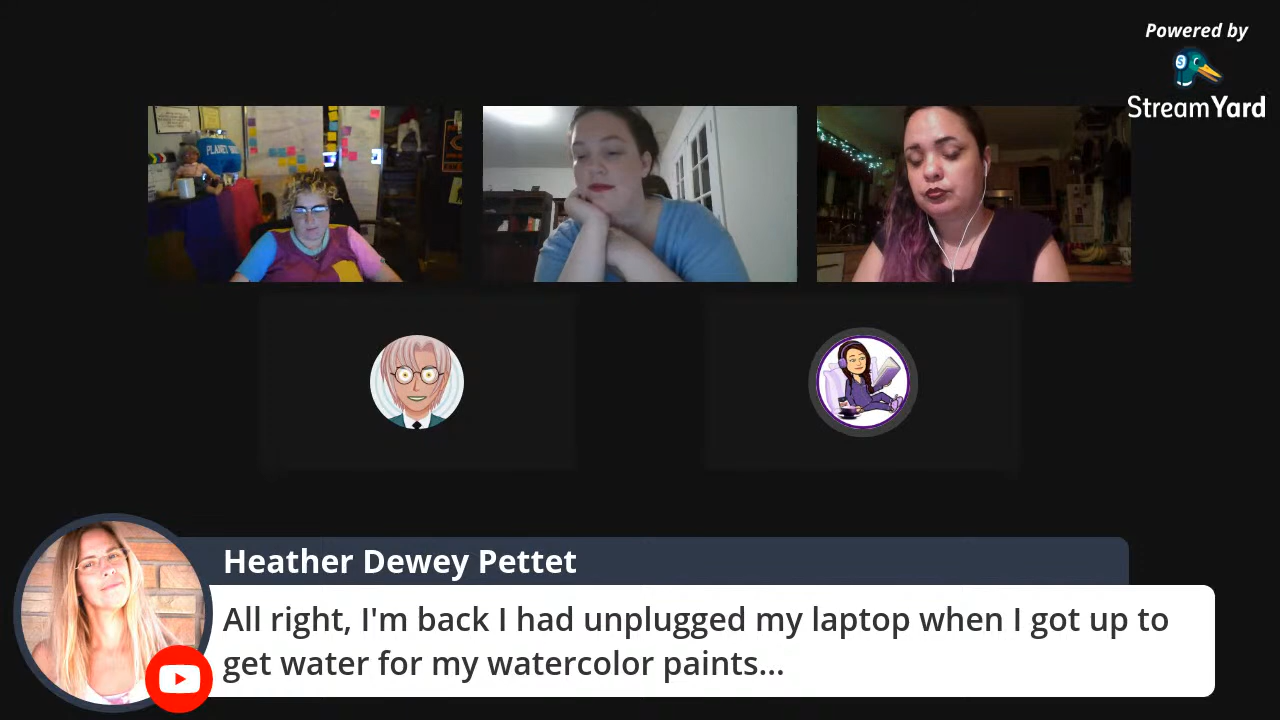 Powered by
S
StreamYard
PLANET
Heather Dewey Pettet
All right, I'm back I had unplugged my laptop when I got up to
get water for my watercolor paints...